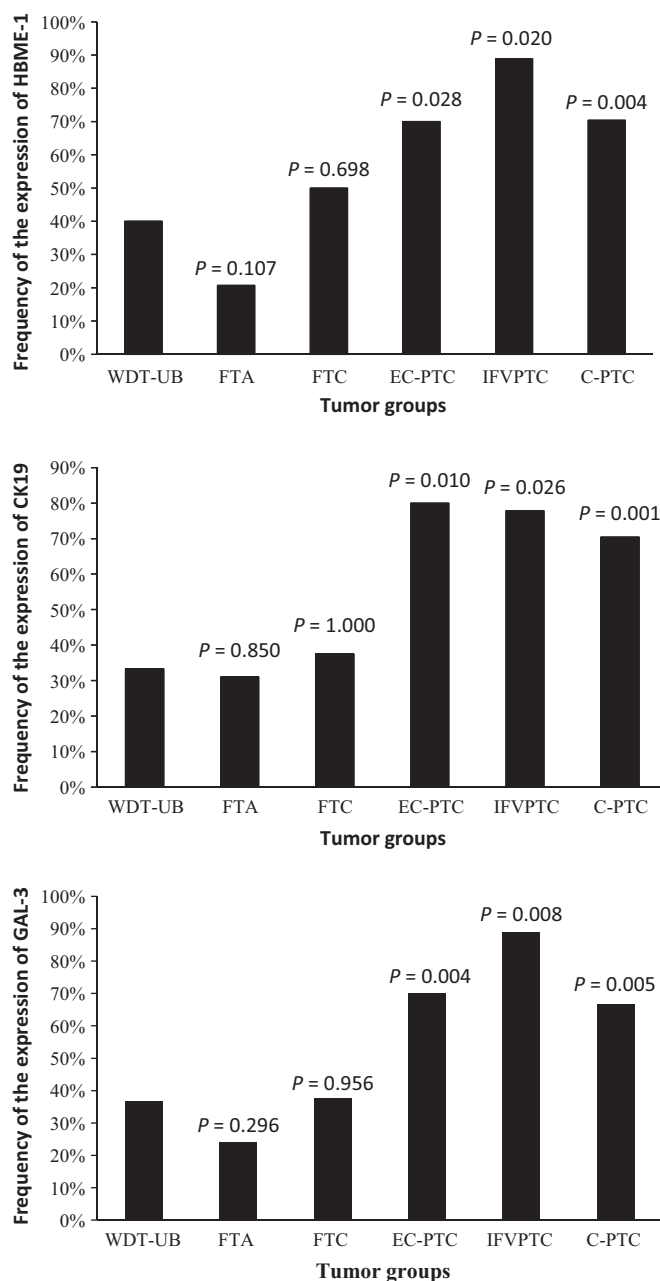 Frequency of the expression of HBME-1
100%
90%
80%
70%
60%
50%
40%
30%
20%
10%
0%
P = 0.107
P = 0.698
P = 0.028
P = 0.020
P = 0.004
WDT-UB FTA FTC EC-PTC IFVPTC C-PTC
Tumor groups
Frequency of the expression of CK19
90%
80%
70%
60%
50%
40%
30%
20%
10%
0%
P = 0.850
P = 1.000
P = 0.010
P = 0.026
P = 0.001
WDT-UB FTA FTC EC-PTC IFVPTC C-PTC
Tumor groups
Frequency of the expression of GAL-3
100%
90%
80%
70%
60%
50%
40%
30%
20%
10%
0%
P = 0.296
P = 0.956
P = 0.004
P = 0.008
P = 0.005
WDT-UB FTA FTC EC-PTC IFVPTC C-PTC
Tumor groups